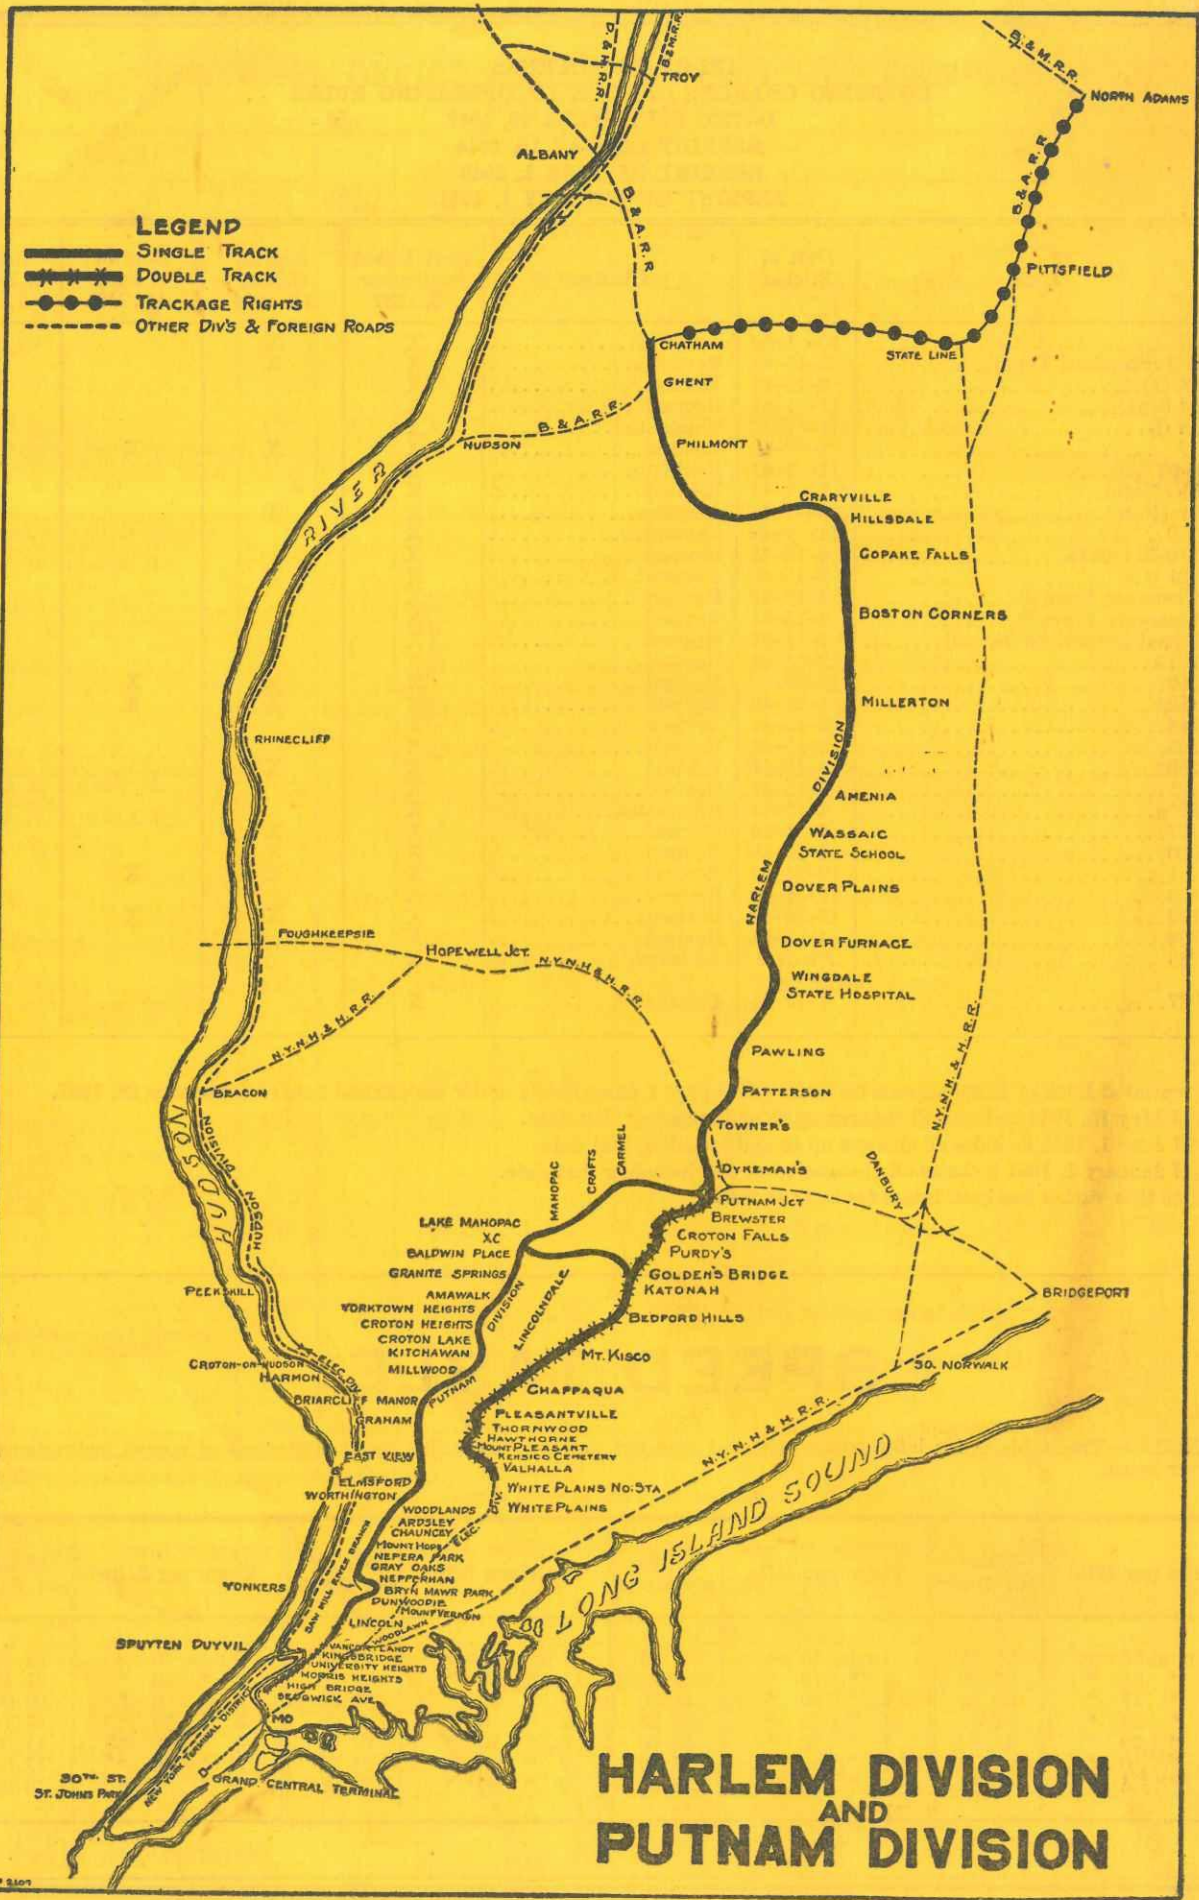 D. & H. R.R.
B. & M. R.R.
B. & M. R. R.
TROY
NORTH ADAMS
ALBANY
B. & A. R. R
B. & A. R. R
LEGEND
SINGLE TRACK
DOUBLE TRACK
TRACKAGE RIGHTS
OTHER DIV'S & FOREIGN ROADS
PITTSFIELD
CHATHAM
STATE LINE
GHENT
B. & A. R. R.
HUDSON
PHILMONT
HUDSON RIVER
CRARYVILLE
HILLSDALE
COPAKE FALLS
BOSTON CORNERS
MILLERTON
RHINECLIFF
HARLEM DIVISION
AMENIA
WASSAIC
STATE SCHOOL
DOVER PLAINS
POUGHKEEPSIE
HOPEWELL JCT.
N.Y.N.H & H.R.R.
DOVER FURNACE
WINGDALE
STATE HOSPITAL
N.Y.N.H & H.R.R.
N.Y.N.H. & H.R.R.
PAWLING
BEACON
PATTERSON
TOWNER'S
HUDSON DIVISION
MAHOPAC
CRAFTS
CARMEL
DYKEMAN'S
DANBURY
PUTNAM JCT
BREWSTER
LAKE MAHOPAC
XC
CROTON FALLS
BALDWIN PLACE
PURDY'S
GRANITE SPRINGS
GOLDEN'S BRIDGE
KATONAH
PEEKSKILL
AMAWALK
BRIDGEPORT
YORKTOWN HEIGHTS
LINCOLNDALE
BEDFORD HILLS
CROTON HEIGHTS
CROTON LAKE
KITCHAWAN
MT. KISCO
CROTON-ON-HUDSON
HARMON
ELEC. DIV.
MILLWOOD
PUTNAM DIVISION
SO. NORWALK
BRIARCLIFF MANOR
CHAPPAQUA
GRAHAM
PLEASANTVILLE
THORNWOOD
HAWTHORNE
MOUNT PLEASANT
KENSICO CEMETERY
N.Y.N.H. & H.R.R.
EAST VIEW
VALHALLA
ELMSFORD
WORTHINGTON
WHITE PLAINS NO. STA
WHITE PLAINS
ELEC. DIV.
WOODLANDS
ARDSLEY
CHAUNCEY
MOUNT HOPE
NEPERA PARK
GRAY OAKS
NEPPERHAN
BRYN MAWR PARK
DUNWOODIE
MOUNT VERNON
LONG ISLAND SOUND
YONKERS
SAW MILL RIVER BRANCH
LINCOLN
WOODLAWN
SPUYTEN DUYVIL
VAN CORTLANDT
KINGSBRIDGE
UNIVERSITY HEIGHTS
MORRIS HEIGHTS
HIGH BRIDGE
SEDGWICK AVE.
MO
NEW YORK TERMINAL DISTRICT
30TH. ST.
ST. JOHNS PARK
GRAND CENTRAL TERMINAL
HARLEM DIVISION
AND
PUTNAM DIVISION